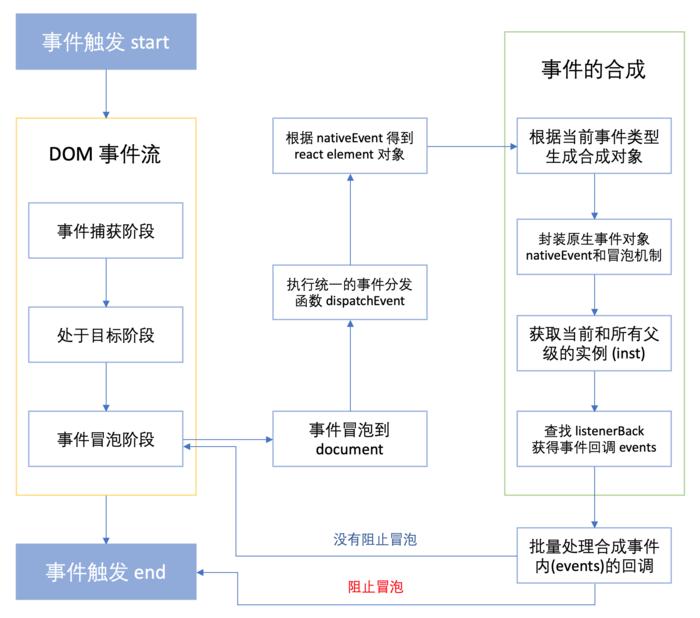 事件触发 start
DOM 事件流
事件捕获阶段
处于目标阶段
事件冒泡阶段
事件触发 end
事件冒泡到
document
执行统一的事件分发
函数 dispatchEvent
根据 nativeEvent 得到
react element 对象
事件的合成
根据当前事件类型
生成合成对象
封装原生事件对象
nativeEvent和冒泡机制
获取当前和所有父
级的实例 (inst)
查找 listenerBack
获得事件回调 events
批量处理合成事件
内(events)的回调
没有阻止冒泡
阻止冒泡